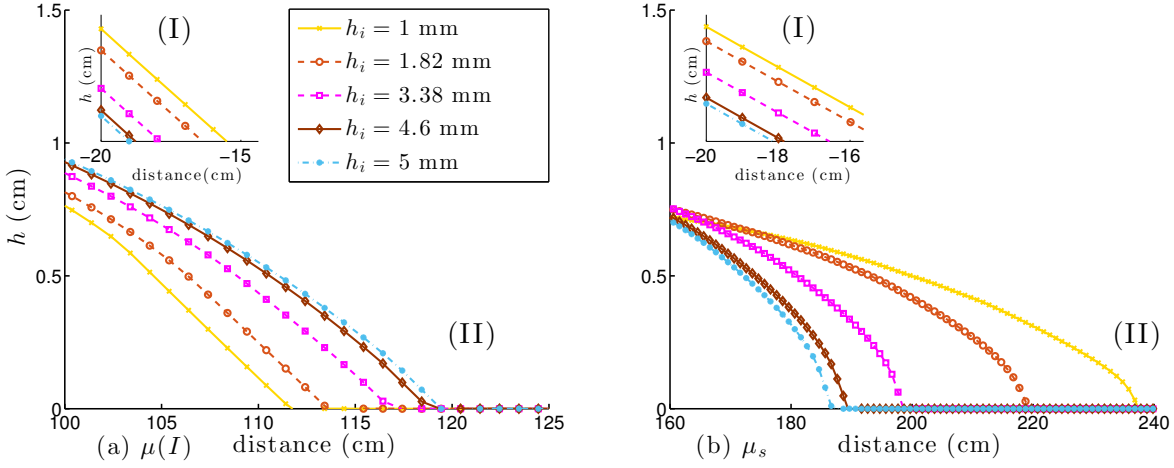 1.5
1
0.5
0
h (cm)
100 105 110 115 120 125
distance (cm)
(a) μ(I)
(I)
(II)
h (cm)
-20 -15
distance(cm)
h_i = 1 mm
h_i = 1.82 mm
h_i = 3.38 mm
h_i = 4.6 mm
h_i = 5 mm
1.5
1
0.5
0
160 180 200 220 240
distance (cm)
(b) μ_s
(I)
(II)
h (cm)
-20 -18 -16
distance (cm)